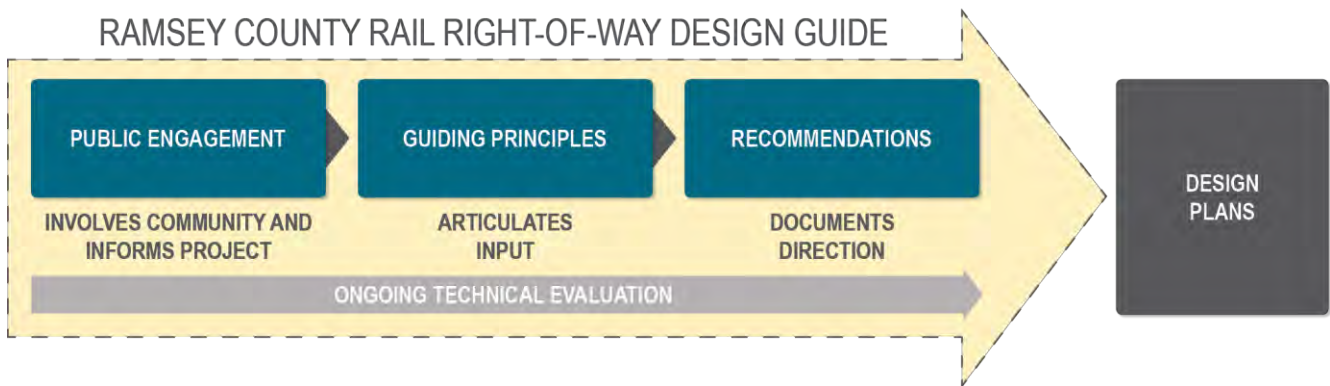 RAMSEY COUNTY RAIL RIGHT-OF-WAY DESIGN GUIDE
PUBLIC ENGAGEMENT
GUIDING PRINCIPLES
RECOMMENDATIONS
INVOLVES COMMUNITY AND
INFORMS PROJECT
ARTICULATES
INPUT
DOCUMENTS
DIRECTION
ONGOING TECHNICAL EVALUATION
DESIGN
PLANS